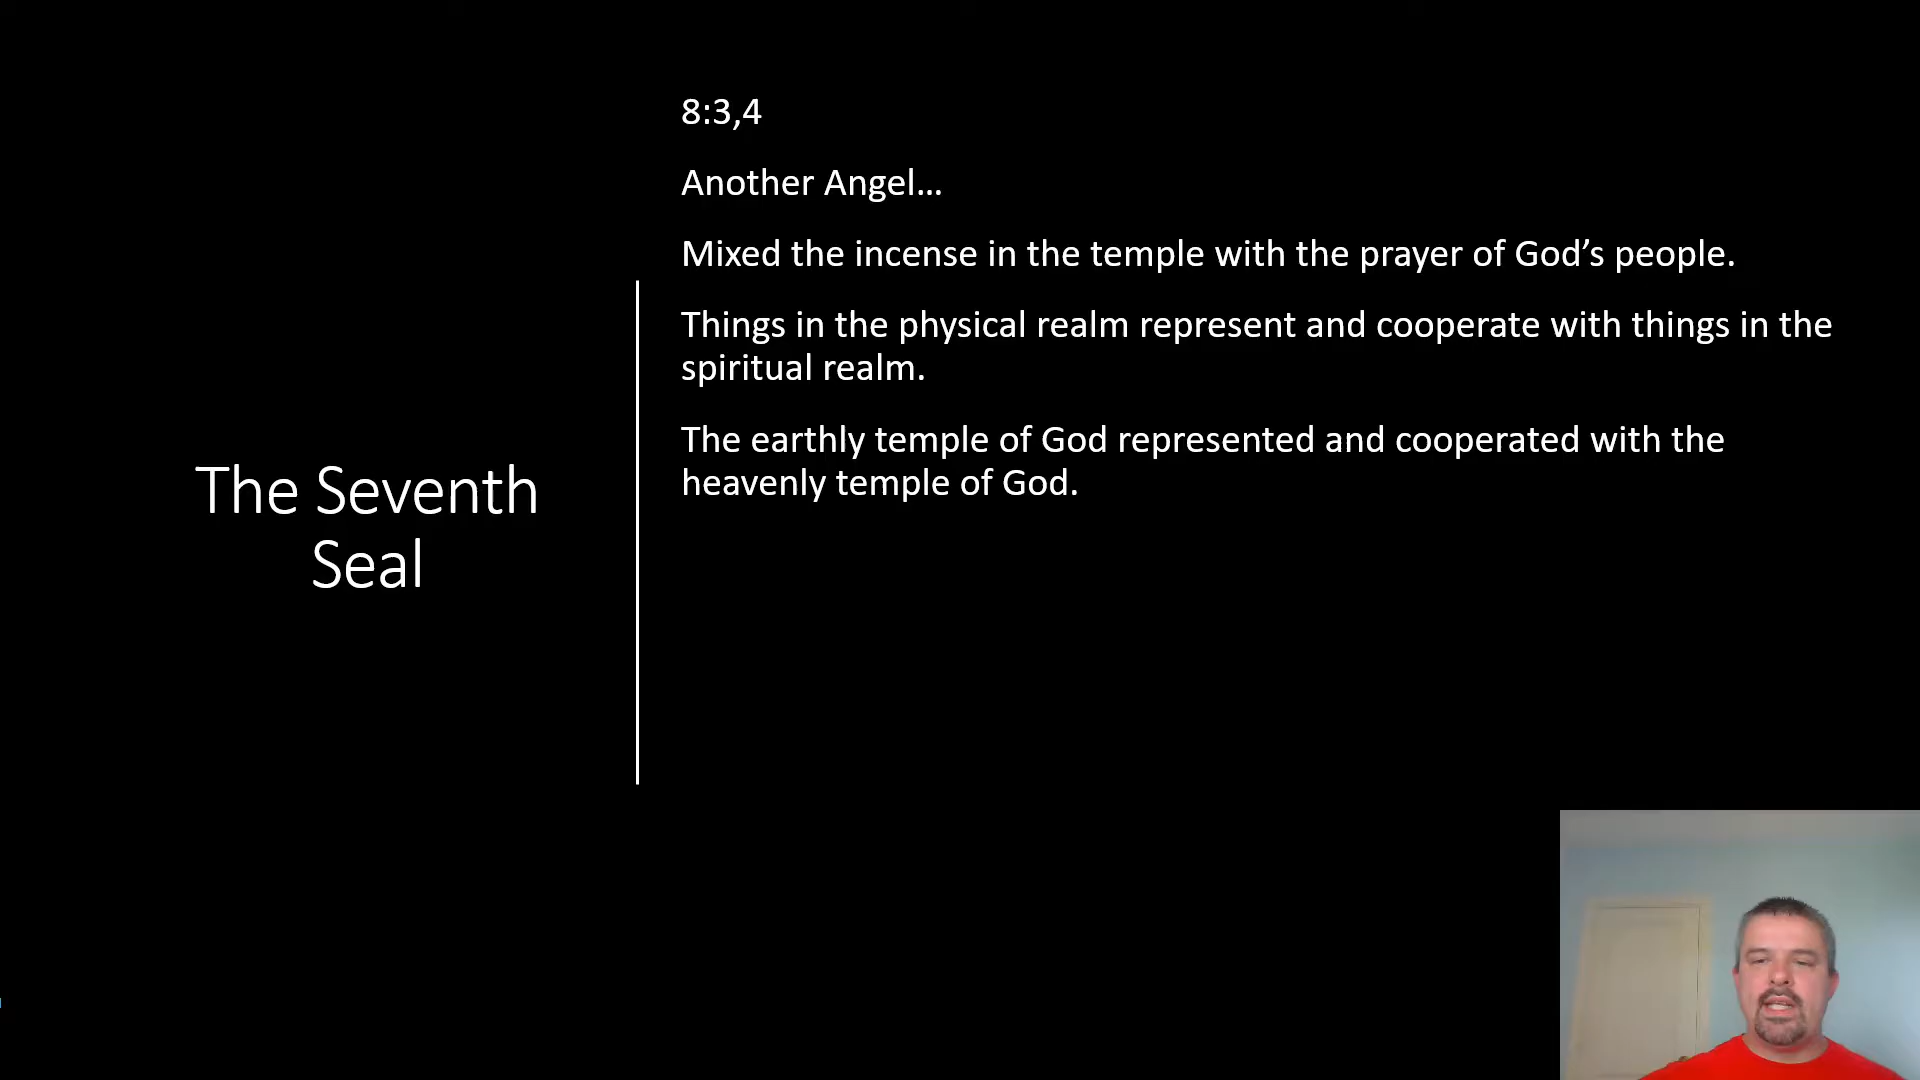 The Seventh
Seal
8:3,4
Another Angel…
Mixed the incense in the temple with the prayer of God’s people.
Things in the physical realm represent and cooperate with things in the
spiritual realm.
The earthly temple of God represented and cooperated with the
heavenly temple of God.